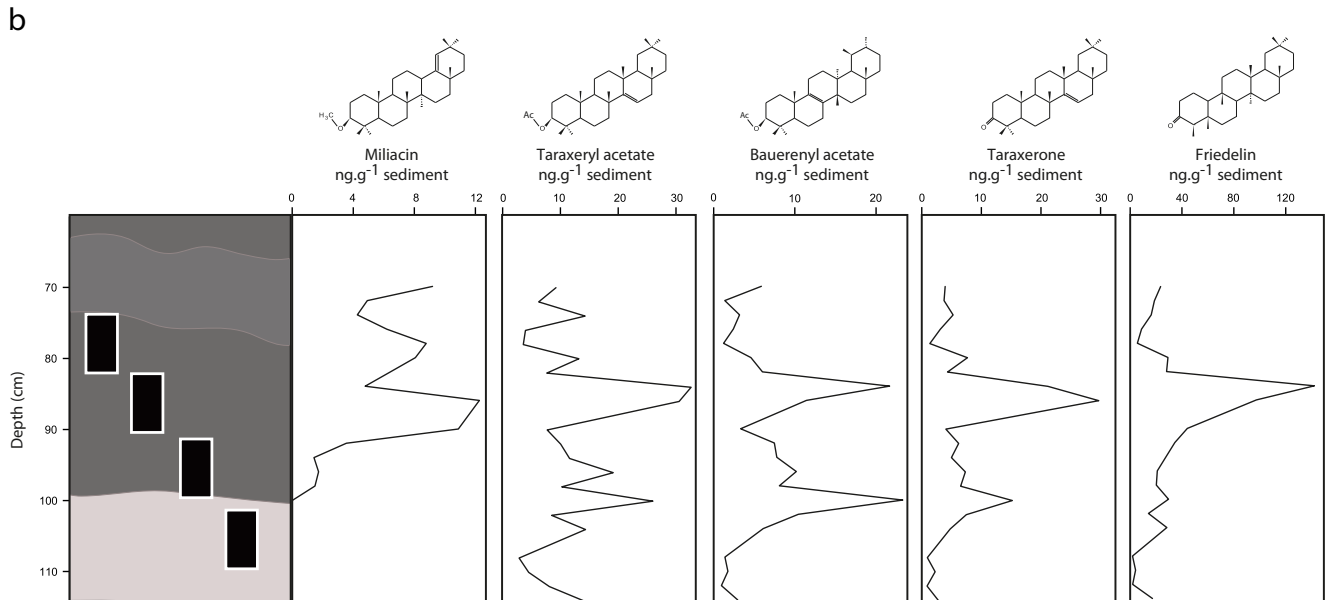 b
H₃C
O
Ac
O
Ac
O
O
O
Miliacin
ng.g⁻¹ sediment
Taraxeryl acetate
ng.g⁻¹ sediment
Bauerenyl acetate
ng.g⁻¹ sediment
Taraxerone
ng.g⁻¹ sediment
Friedelin
ng.g⁻¹ sediment
0 4 8 12
0 10 20 30
0 10 20
0 10 20 30
0 40 80 120
Depth (cm)
70
80
90
100
110